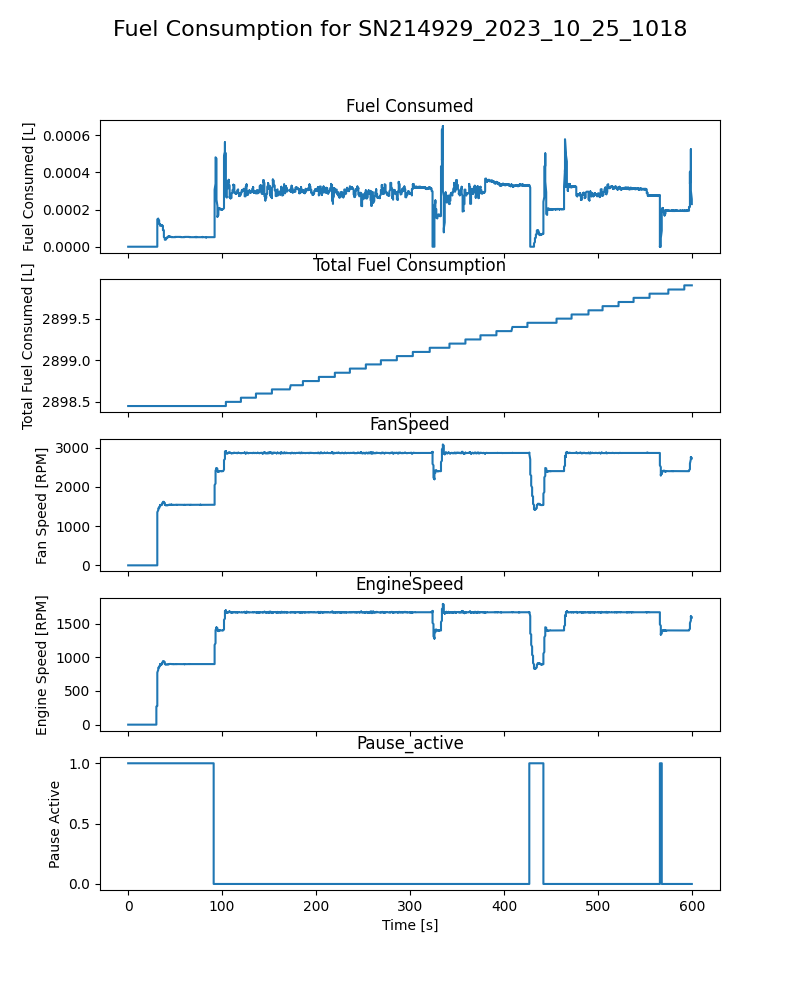 Fuel Consumption for SN214929_2023_10_25_1018
Fuel Consumed
Fuel Consumed [L]
0.0006
0.0004
0.0002
0.0000
Total Fuel Consumption
Total Fuel Consumed [L]
2899.5
2899.0
2898.5
FanSpeed
Fan Speed [RPM]
3000
2000
1000
0
EngineSpeed
Engine Speed [RPM]
1500
1000
500
0
Pause_active
Pause Active
1.0
0.5
0.0
0 100 200 300 400 500 600
Time [s]